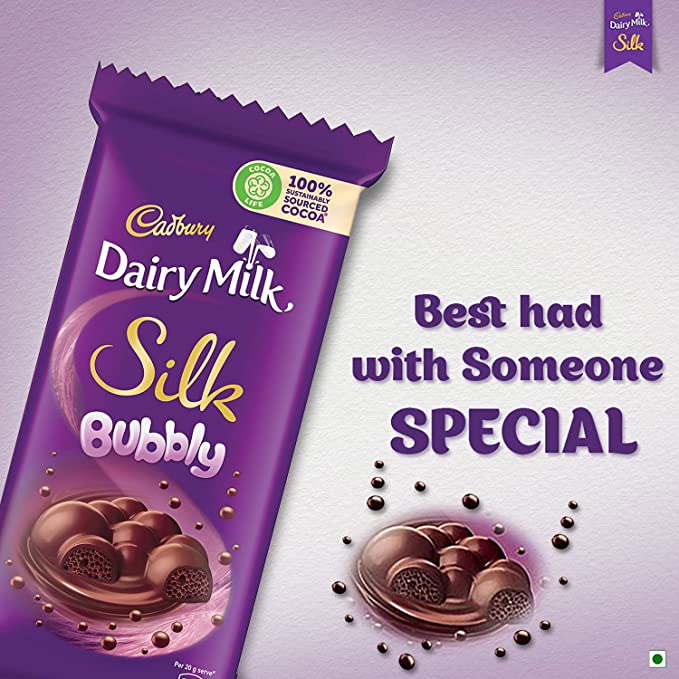 Cadbury
Dairy Milk
Silk
COCOA
LIFE
100%
SUSTAINABLY
SOURCED
COCOA
Cadbury
Dairy Milk
Silk
Bubbly
Best had
with Someone
SPECIAL
Per 20 g serve*